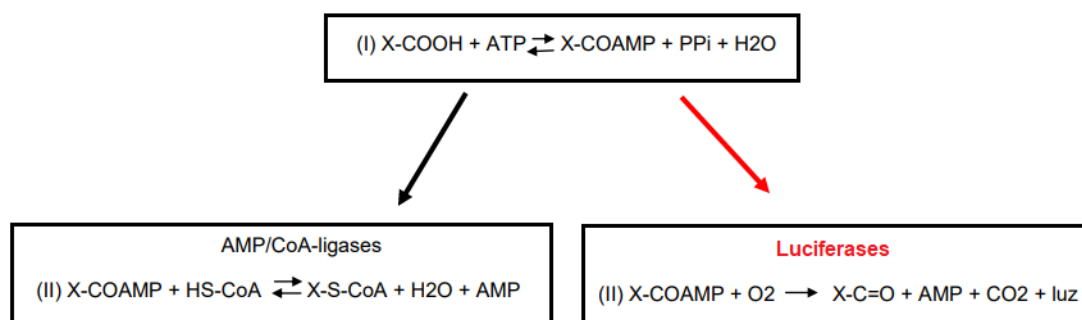 (I) X-COOH + ATP ⇌ X-COAMP + PPi + H2O
AMP/CoA-ligases
(II) X-COAMP + HS-CoA ⇌ X-S-CoA + H2O + AMP
Luciferases
(II) X-COAMP + O2 → X-C=O + AMP + CO2 + luz